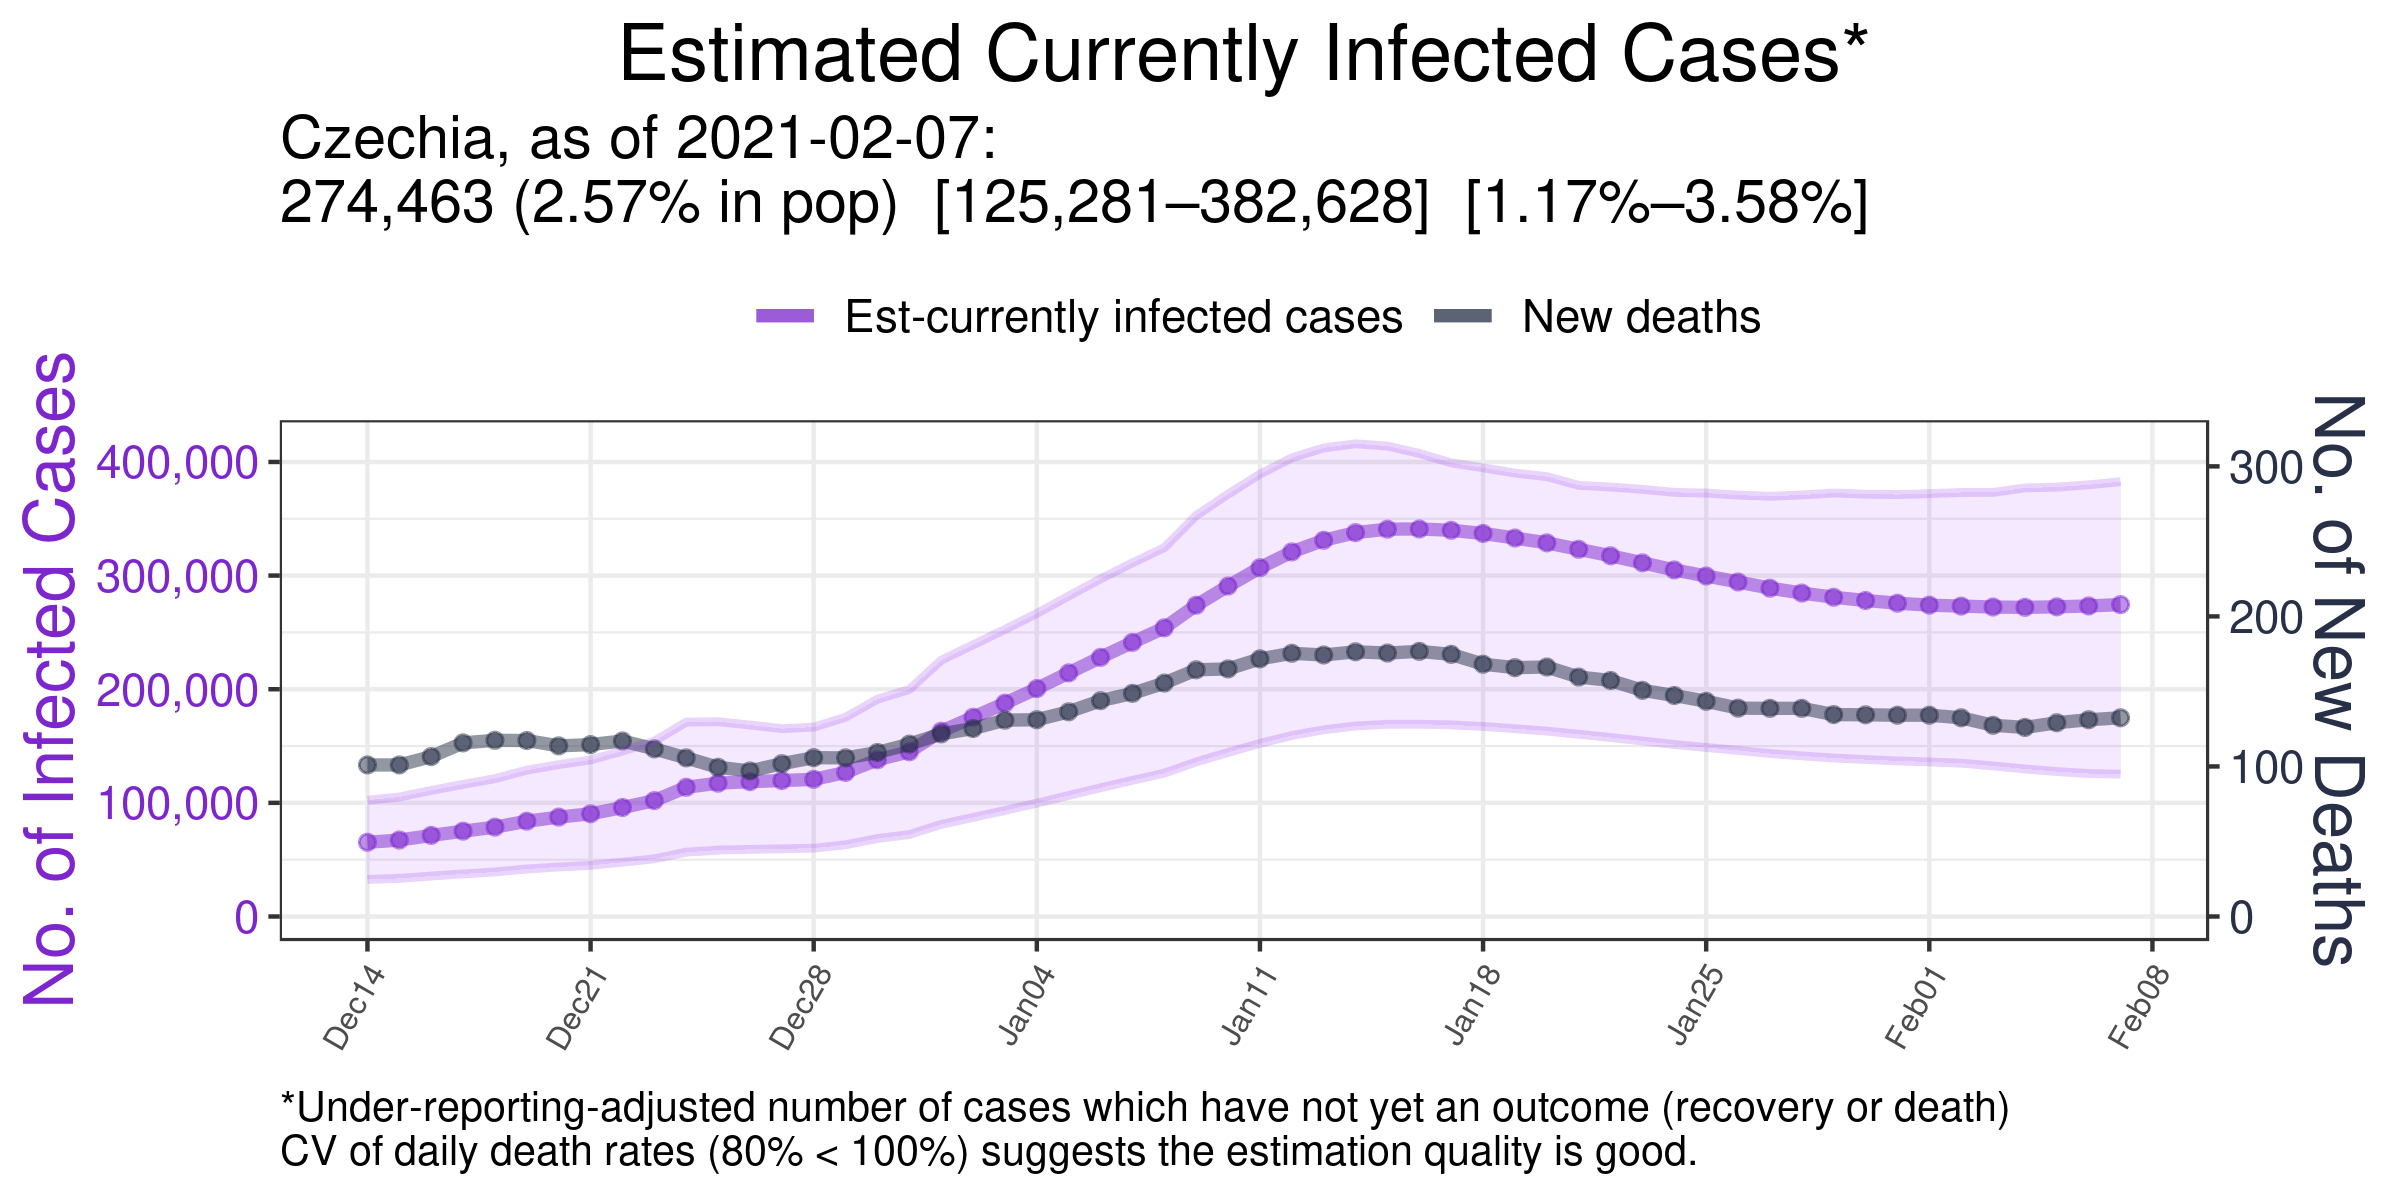 Estimated Currently Infected Cases*
Czechia, as of 2021-02-07:
274,463 (2.57% in pop) [125,281–382,628] [1.17%–3.58%]
Est-currently infected cases
New deaths
No. of Infected Cases
400,000
300,000
200,000
100,000
0
No. of New Deaths
300
200
100
0
Dec14
Dec21
Dec28
Jan04
Jan11
Jan18
Jan25
Feb01
Feb08
*Under-reporting-adjusted number of cases which have not yet an outcome (recovery or death)
CV of daily death rates (80% < 100%) suggests the estimation quality is good.